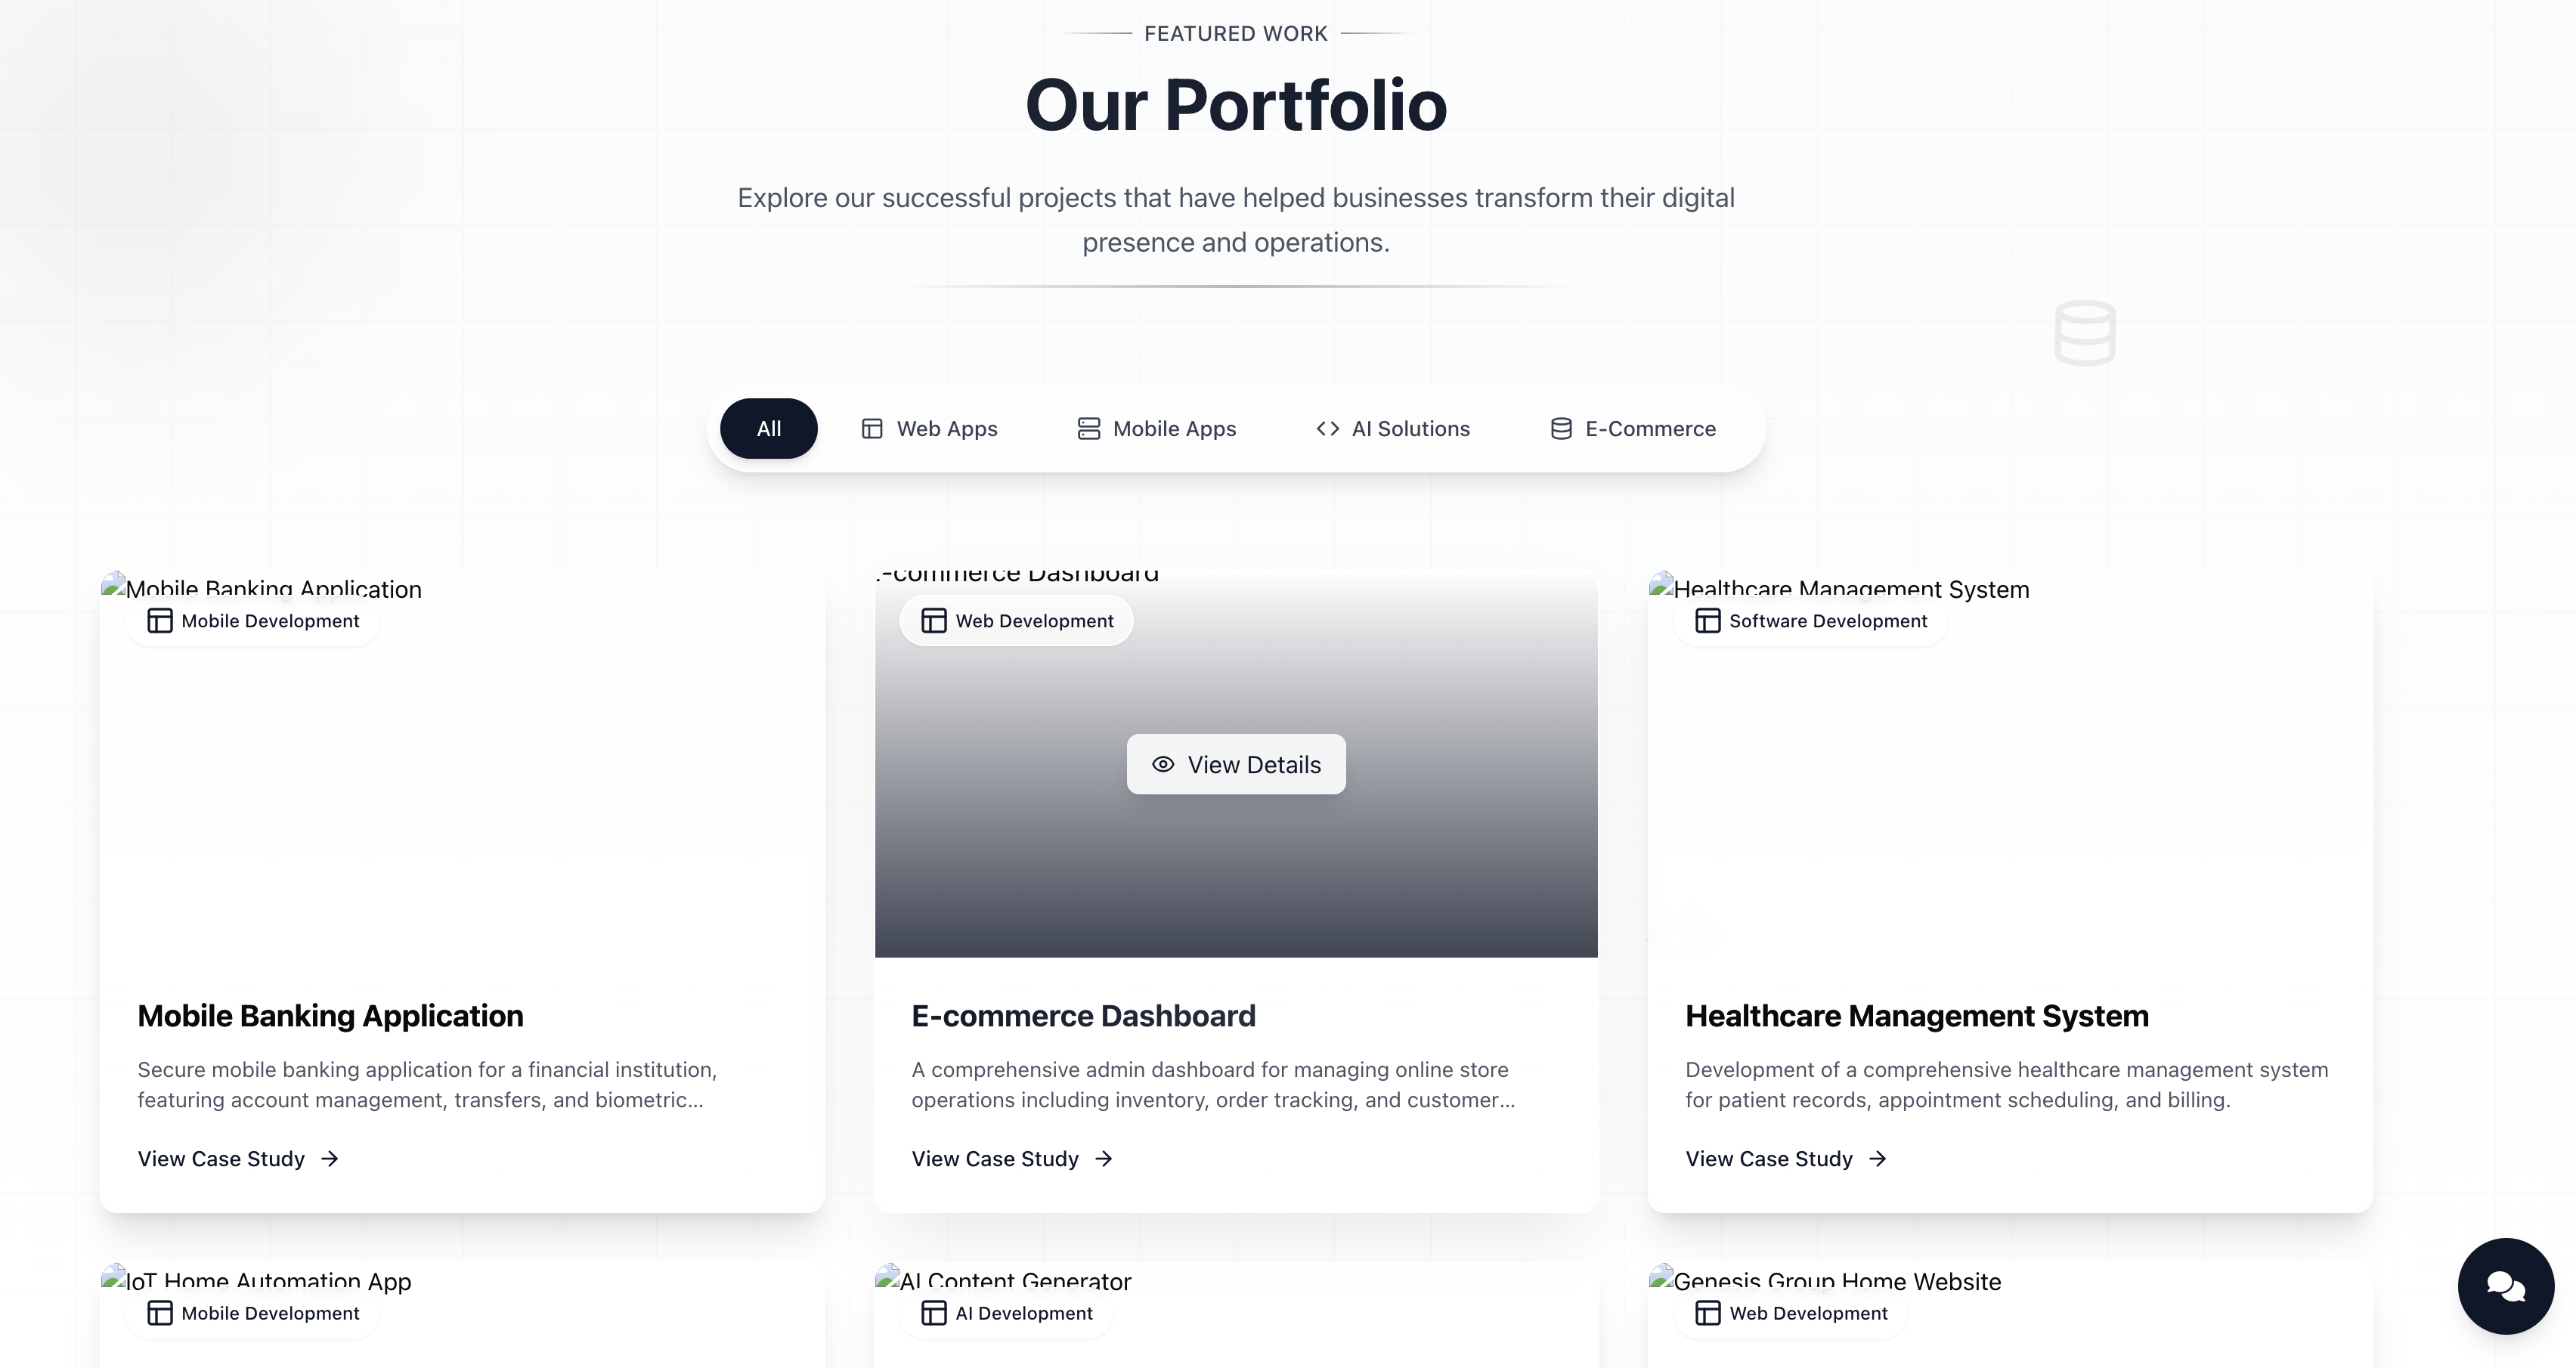 FEATURED WORK
Our Portfolio
Explore our successful projects that have helped businesses transform their digital
presence and operations.
All
Web Apps
Mobile Apps
AI Solutions
E-Commerce
Mobile Banking Application
Mobile Development
Mobile Banking Application
Secure mobile banking application for a financial institution,
featuring account management, transfers, and biometric...
View Case Study
E-commerce Dashboard
Web Development
View Details
E-commerce Dashboard
A comprehensive admin dashboard for managing online store
operations including inventory, order tracking, and customer...
View Case Study
Healthcare Management System
Software Development
Healthcare Management System
Development of a comprehensive healthcare management system
for patient records, appointment scheduling, and billing.
View Case Study
IoT Home Automation App
Mobile Development
AI Content Generator
AI Development
Genesis Group Home Website
Web Development